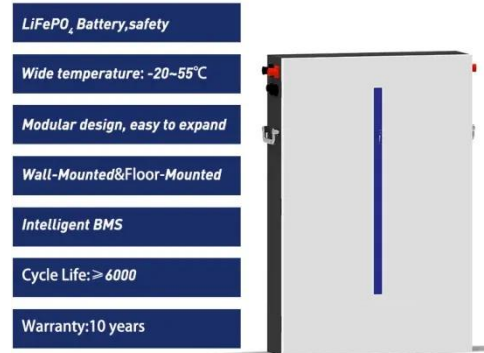 LiFePO₄ Battery,safety
Wide temperature: -20~55℃
Modular design, easy to expand
Wall-Mounted&Floor-Mounted
Intelligent BMS
Cycle Life:≥6000
Warranty:10 years